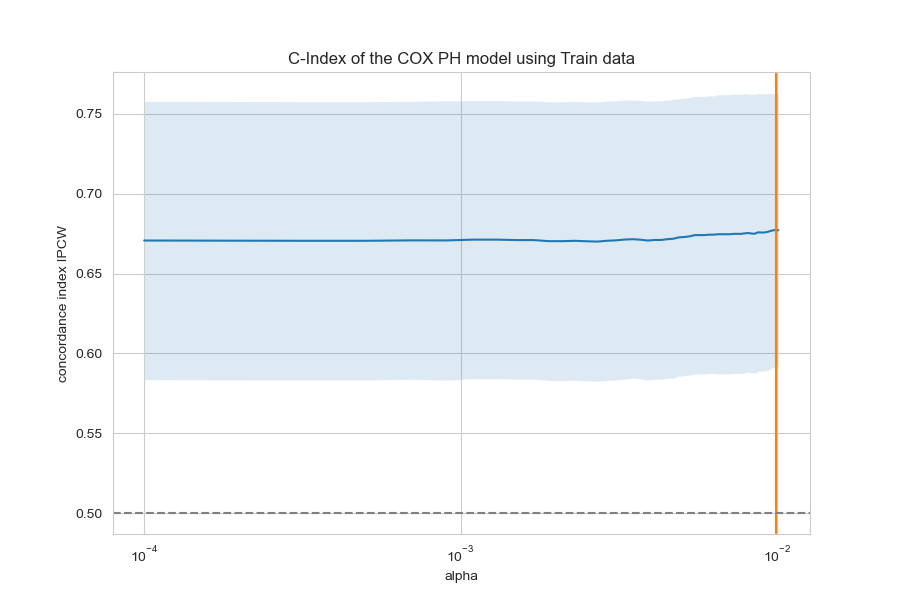 C-Index of the COX PH model using Train data
concordance index IPCW
0.75
0.70
0.65
0.60
0.55
0.50
10⁻⁴ 10⁻³ 10⁻²
alpha